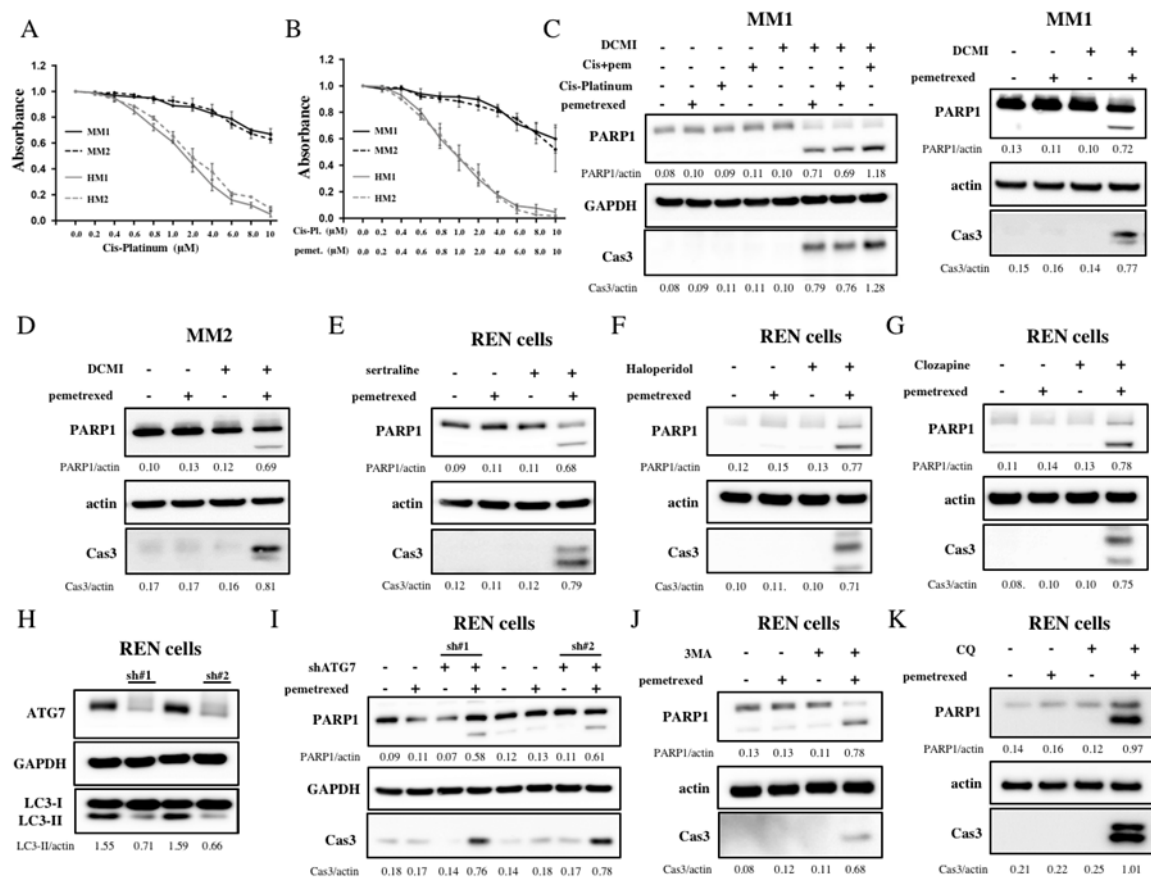 A
Absorbance
1.2
1.0
0.8
0.6
0.4
0.2
0.0
MM1
MM2
HM1
HM2
0.0 0.2 0.4 0.6 0.8 1.0 2.0 4.0 6.0 8.0 10
Cis-Platinum (µM)
B
Absorbance
1.2
1.0
0.8
0.6
0.4
0.2
0.0
MM1
MM2
HM1
HM2
Cis-Pl. (µM) 0.0 0.2 0.4 0.6 0.8 1.0 2.0 4.0 6.0 8.0 10
pemet. (µM) 0.0 0.2 0.4 0.6 0.8 1.0 2.0 4.0 6.0 8.0 10
C
MM1
DCMI - - - - + + + +
Cis+pem - - - + - - - +
Cis-Platinum - - + - - - + -
pemetrexed - + - - - + - -
PARP1
PARP1/actin 0.08 0.10 0.09 0.11 0.10 0.71 0.69 1.18
GAPDH
Cas3
Cas3/actin 0.08 0.09 0.11 0.11 0.10 0.79 0.76 1.28
MM1
DCMI - - + +
pemetrexed - + - +
PARP1
PARP1/actin 0.13 0.11 0.10 0.72
actin
Cas3
Cas3/actin 0.15 0.16 0.14 0.77
D
MM2
DCMI - - + +
pemetrexed - + - +
PARP1
PARP1/actin 0.10 0.13 0.12 0.69
actin
Cas3
Cas3/actin 0.17 0.17 0.16 0.81
E
REN cells
sertraline - - + +
pemetrexed - + - +
PARP1
PARP1/actin 0.09 0.11 0.11 0.68
actin
Cas3
Cas3/actin 0.12 0.11 0.12 0.79
F
REN cells
Haloperidol - - + +
pemetrexed - + - +
PARP1
PARP1/actin 0.12 0.15 0.13 0.77
actin
Cas3
Cas3/actin 0.10 0.11. 0.10 0.71
G
REN cells
Clozapine - - + +
pemetrexed - + - +
PARP1
PARP1/actin 0.11 0.14 0.13 0.78
actin
Cas3
Cas3/actin 0.08. 0.10 0.10 0.75
H
REN cells
sh#1 sh#2
ATG7
GAPDH
LC3-I
LC3-II
LC3-II/actin 1.55 0.71 1.59 0.66
I
REN cells
sh#1 sh#2
shATG7 - - + + - - + +
pemetrexed - + - + - + - +
PARP1
PARP1/actin 0.09 0.11 0.07 0.58 0.12 0.13 0.11 0.61
GAPDH
Cas3
Cas3/actin 0.18 0.17 0.14 0.76 0.14 0.18 0.17 0.78
J
REN cells
3MA - - + +
pemetrexed - + - +
PARP1
PARP1/actin 0.13 0.13 0.11 0.78
actin
Cas3
Cas3/actin 0.08 0.12 0.11 0.68
K
REN cells
CQ - - + +
pemetrexed - + - +
PARP1
PARP1/actin 0.14 0.16 0.12 0.97
actin
Cas3
Cas3/actin 0.21 0.22 0.25 1.01